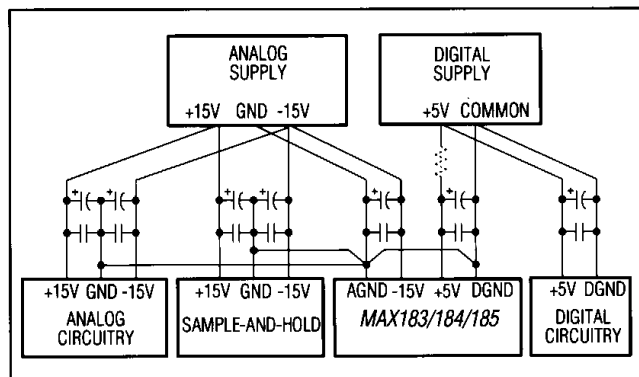 ANALOG
SUPPLY
+15V GND -15V
DIGITAL
SUPPLY
+5V COMMON
+ + + + + + +
+15V GND -15V
ANALOG
CIRCUITRY
+15V GND -15V
SAMPLE-AND-HOLD
AGND -15V +5V DGND
MAX183/184/185
+5V DGND
DIGITAL
CIRCUITRY